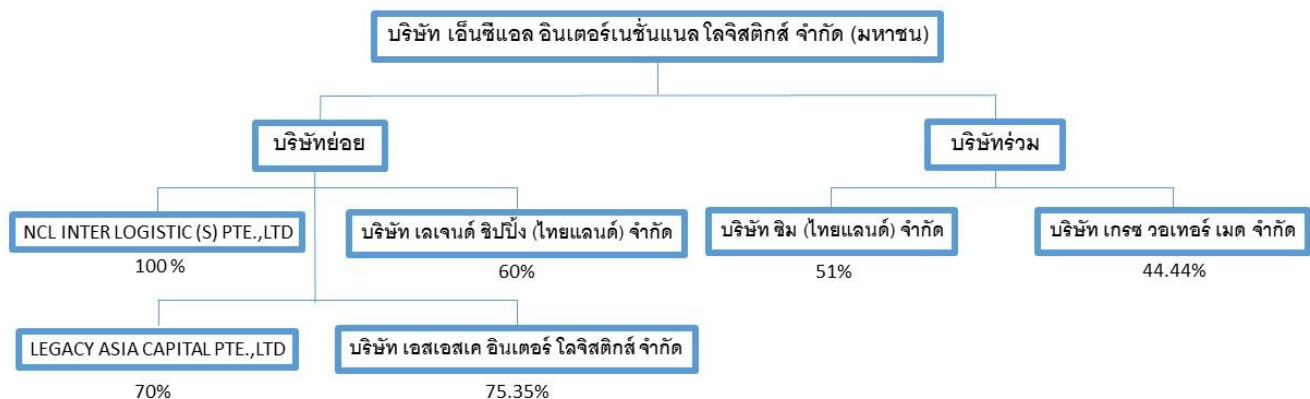 บริษัท เอ็นซีแอล อินเตอร์เนชั่นแนล โลจิสติกส์ จำกัด (มหาชน)
บริษัทย่อย
บริษัทร่วม
NCL INTER LOGISTIC (S) PTE.,LTD
100 %
บริษัท เลเจนด์ ชิปปิ้ง (ไทยแลนด์) จำกัด
60%
บริษัท ซิม (ไทยแลนด์) จำกัด
51%
บริษัท เกรซ วอเทอร์ เมด จำกัด
44.44%
LEGACY ASIA CAPITAL PTE.,LTD
70%
บริษัท เอสเอสเค อินเตอร์ โลจิสติกส์ จำกัด
75.35%